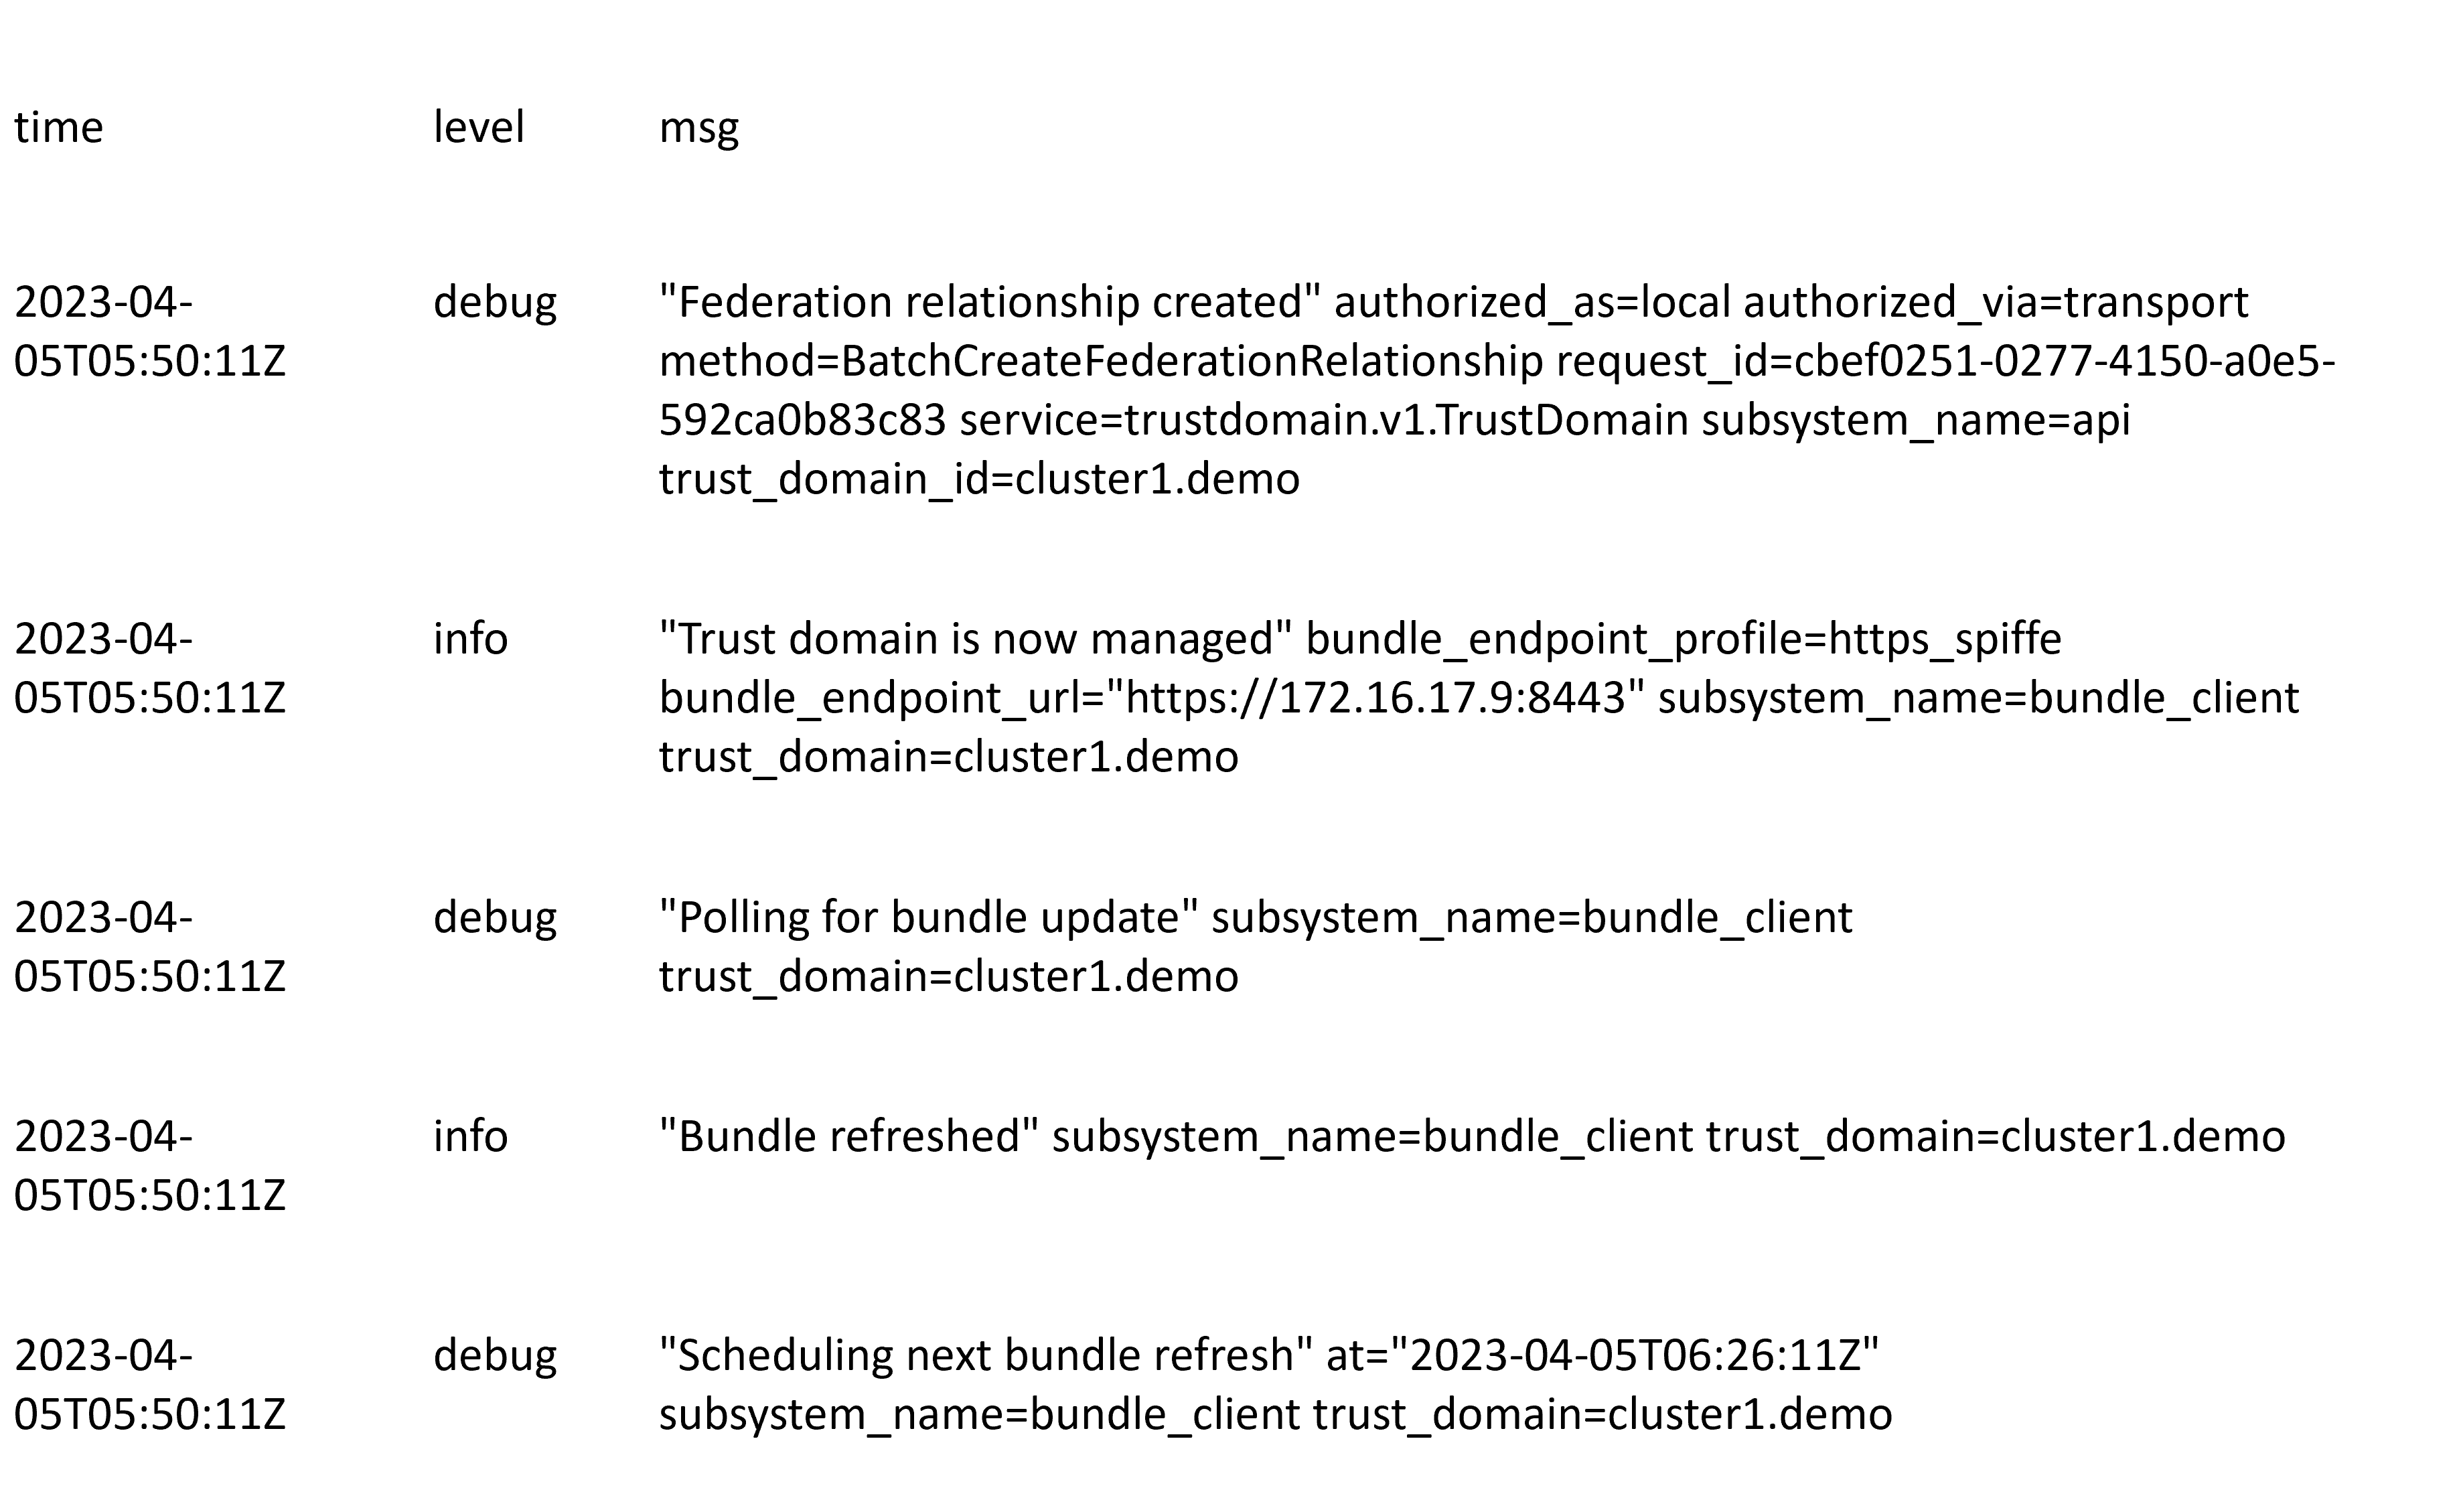 time level msg
2023-04- debug "Federation relationship created" authorized_as=local authorized_via=transport
05T05:50:11Z method=BatchCreateFederationRelationship request_id=cbef0251-0277-4150-a0e5-
592ca0b83c83 service=trustdomain.v1.TrustDomain subsystem_name=api
trust_domain_id=cluster1.demo
2023-04- info "Trust domain is now managed" bundle_endpoint_profile=https_spiffe
05T05:50:11Z bundle_endpoint_url="https://172.16.17.9:8443" subsystem_name=bundle_client
trust_domain=cluster1.demo
2023-04- debug "Polling for bundle update" subsystem_name=bundle_client
05T05:50:11Z trust_domain=cluster1.demo
2023-04- info "Bundle refreshed" subsystem_name=bundle_client trust_domain=cluster1.demo
05T05:50:11Z
2023-04- debug "Scheduling next bundle refresh" at="2023-04-05T06:26:11Z"
05T05:50:11Z subsystem_name=bundle_client trust_domain=cluster1.demo